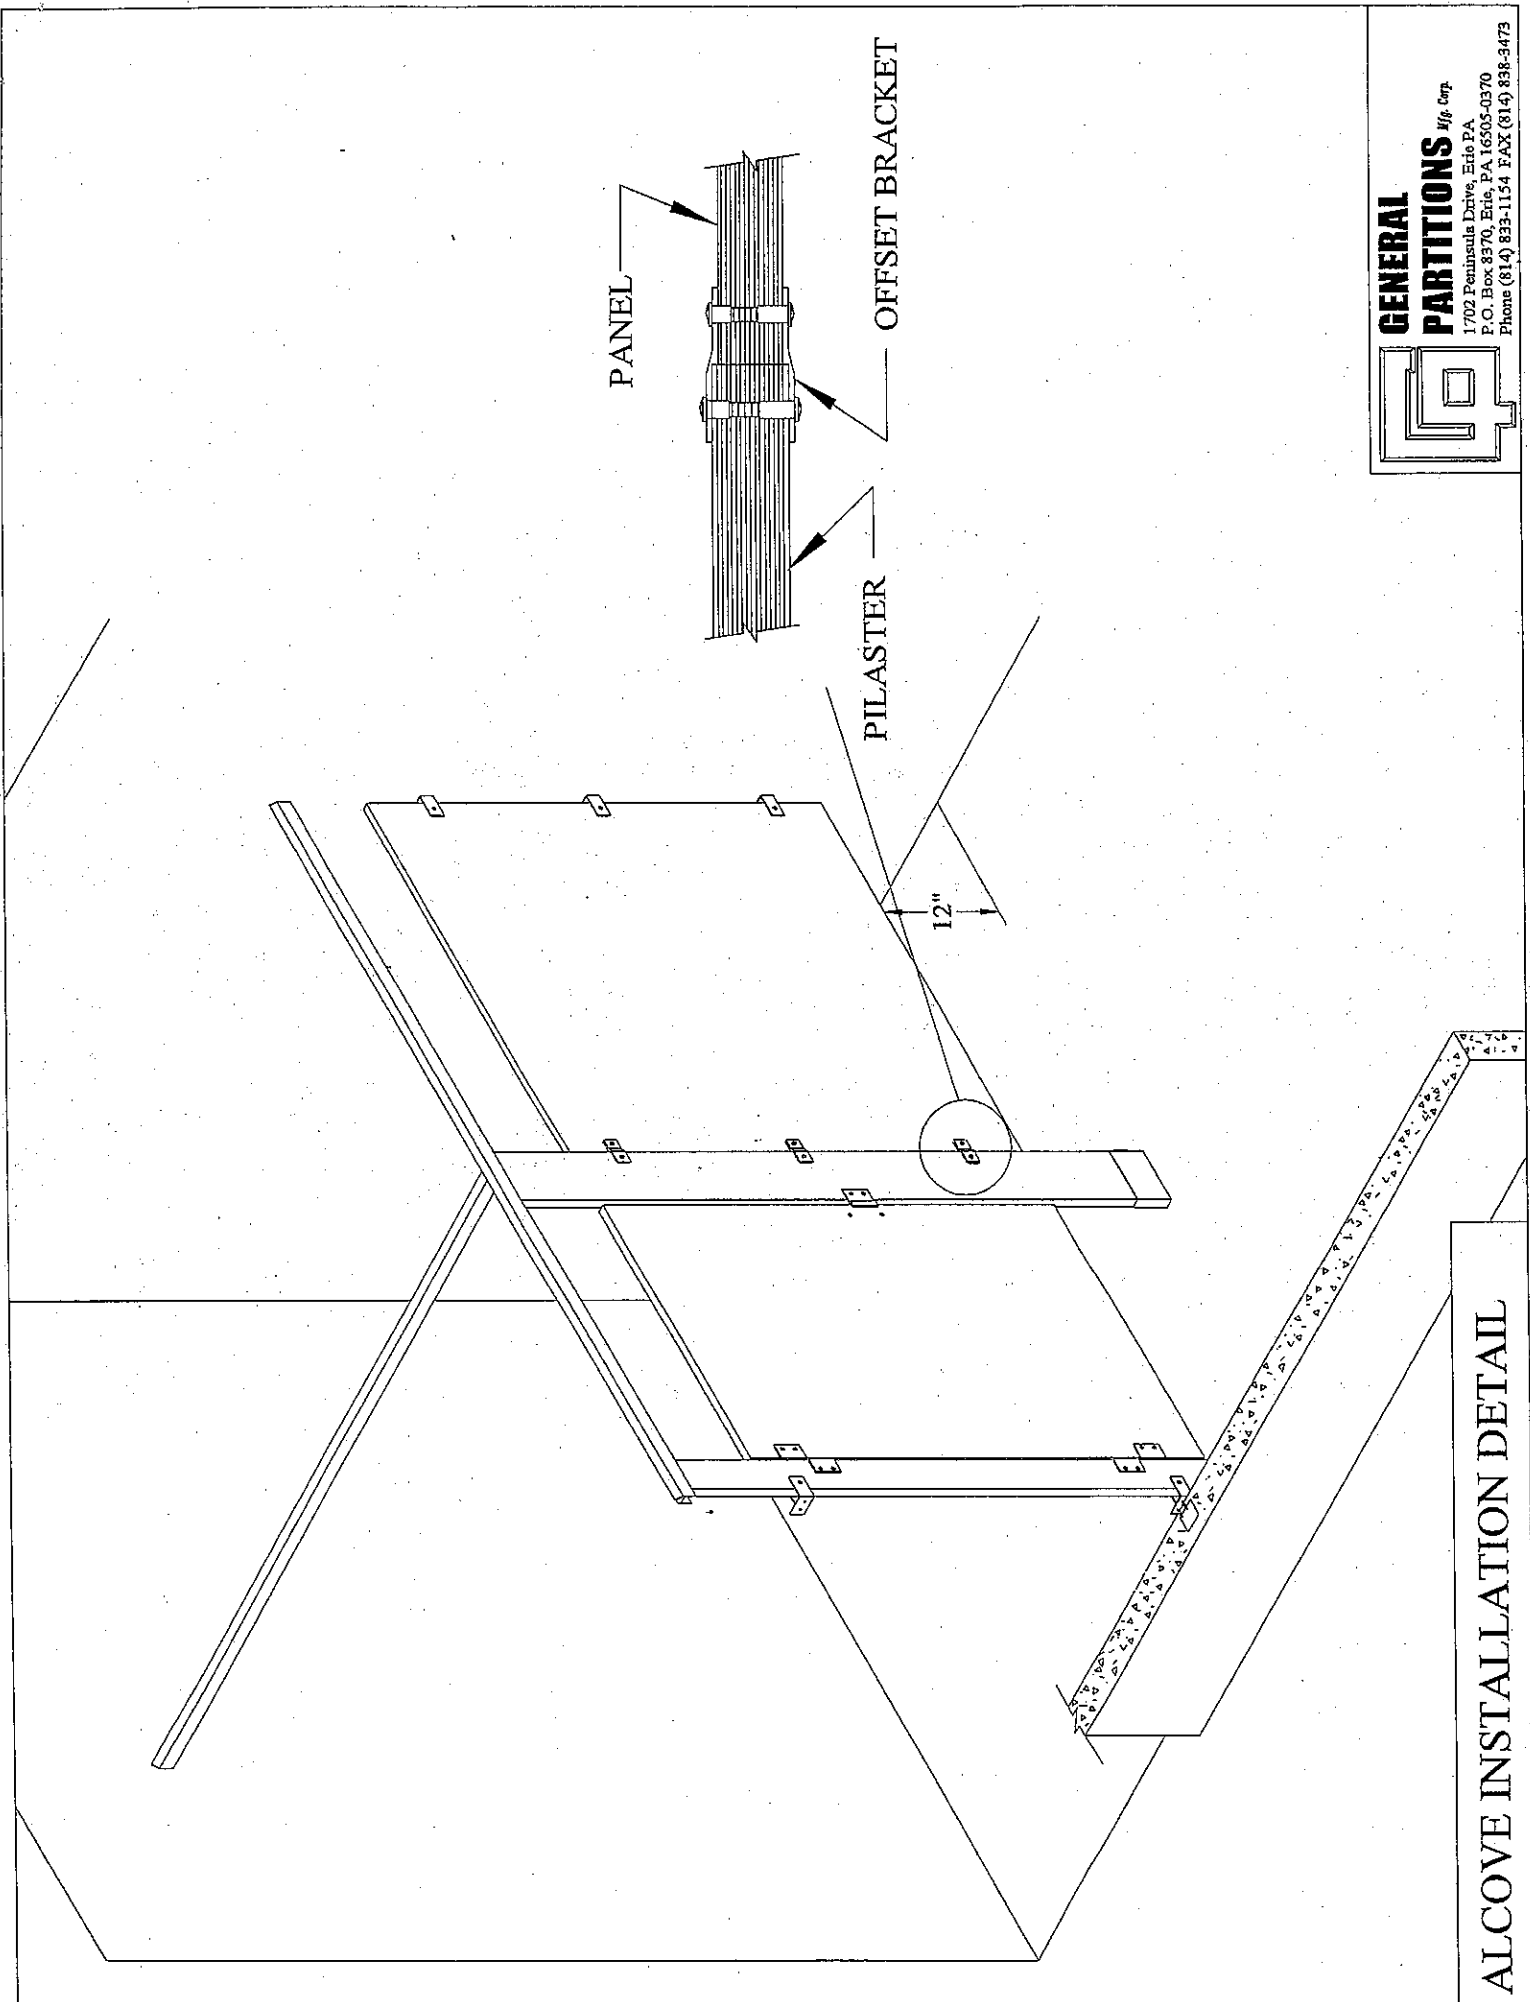 PANEL
OFFSET BRACKET
PILASTER
12"
ALCOVE INSTALLATION DETAIL
GENERAL
PARTITIONS Mfg. Corp.
1702 Peninsula Drive, Erie PA
P.O. Box 8370, Erie, PA 16505-0370
Phone (814) 833-1154 FAX (814) 838-3473